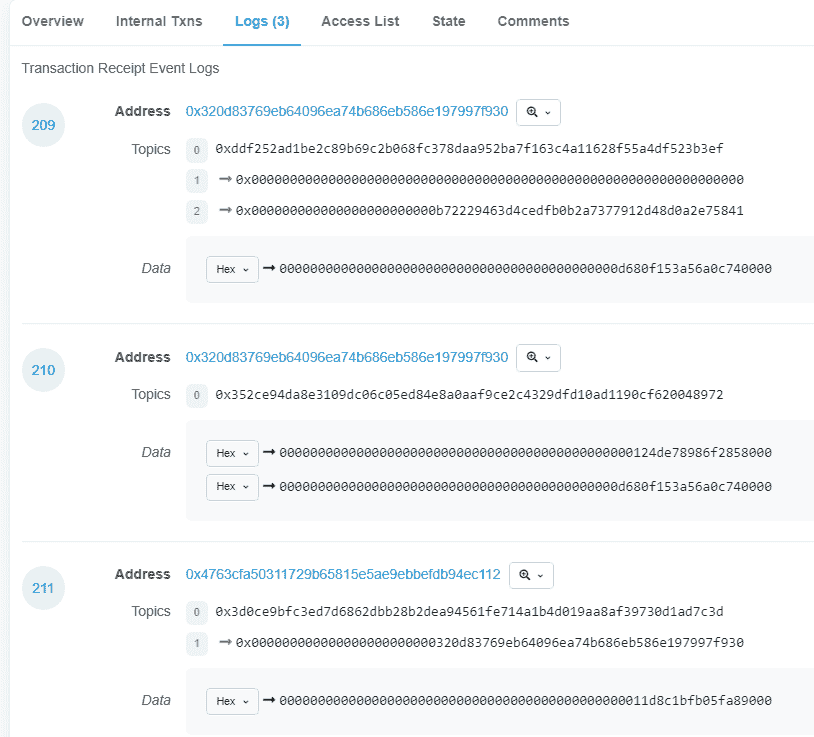 Overview Internal Txns Logs (3) Access List State Comments
Transaction Receipt Event Logs
209 Address 0x320d83769eb64096ea74b686eb586e197997f930
Topics 0 0xddf252ad1be2c89b69c2b068fc378daa952ba7f163c4a11628f55a4df523b3ef
1 → 0x0000000000000000000000000000000000000000000000000000000000000000
2 → 0x000000000000000000000000b72229463d4cedfb0b2a7377912d48d0a2e75841
Data Hex → 00000000000000000000000000000000000000000000d680f153a56a0c740000
210 Address 0x320d83769eb64096ea74b686eb586e197997f930
Topics 0 0x352ce94da8e3109dc06c05ed84e8a0aaf9ce2c4329dfd10ad1190cf620048972
Data Hex → 0000000000000000000000000000000000000000000000124de78986f2858000
Hex → 00000000000000000000000000000000000000000000d680f153a56a0c740000
211 Address 0x4763cfa50311729b65815e5ae9ebbefdb94ec112
Topics 0 0x3d0ce9bfc3ed7d6862dbb28b2dea94561fe714a1b4d019aa8af39730d1ad7c3d
1 → 0x000000000000000000000000320d83769eb64096ea74b686eb586e197997f930
Data Hex → 000000000000000000000000000000000000000000000011d8c1bfb05fa89000